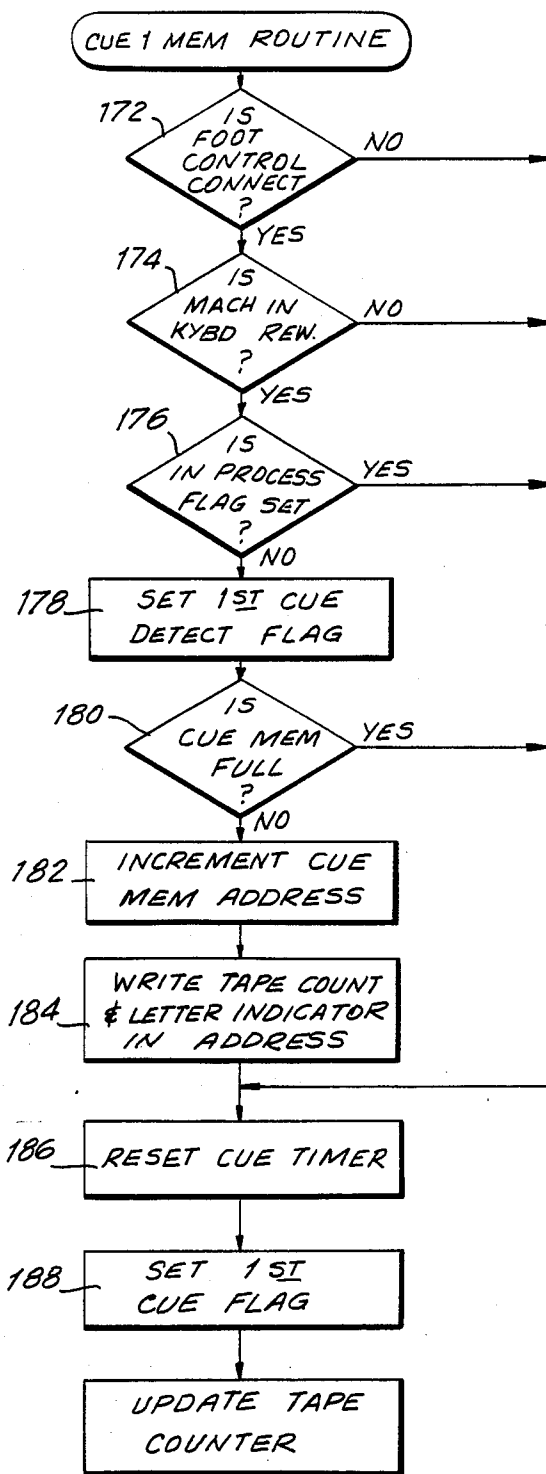 CUE 1 MEM ROUTINE
172
IS
FOOT
CONTROL
CONNECT
?
NO
YES
174
IS
MACH IN
KYBD REW.
?
NO
YES
176
IS
IN PROCESS
FLAG SET
?
YES
NO
178
SET 1ST CUE
DETECT FLAG
180
IS
CUE MEM
FULL
?
YES
NO
182
INCREMENT CUE
MEM ADDRESS
184
WRITE TAPE COUNT
& LETTER INDICATOR
IN ADDRESS
186
RESET CUE TIMER
188
SET 1ST
CUE FLAG
UPDATE TAPE
COUNTER